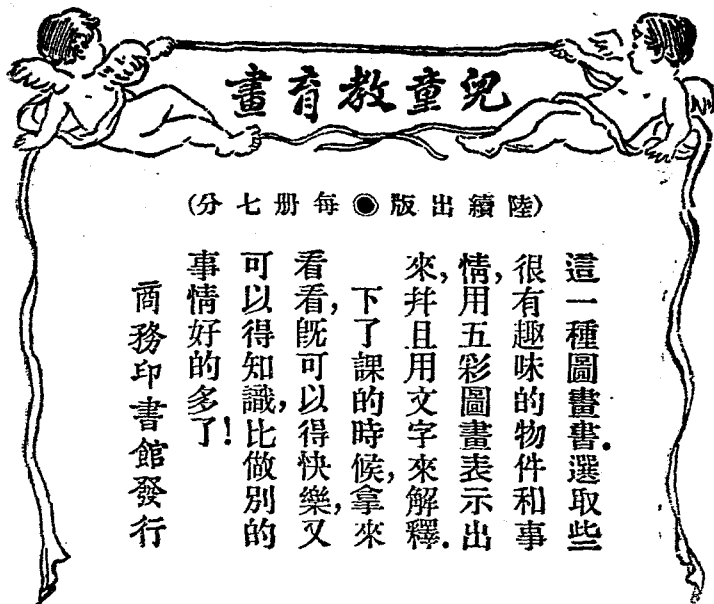 兒童教育畫
(陸續出版◉每册七分)
這一種圖畫書.選取些
很有趣味的物件和事
情,用五彩圖畫表示出
來,幷且用文字來解釋.
下了課的時候,拿來
看看,旣可以得快樂,又
可以得知識,比做別的
事情好的多了!
商務印書館發行